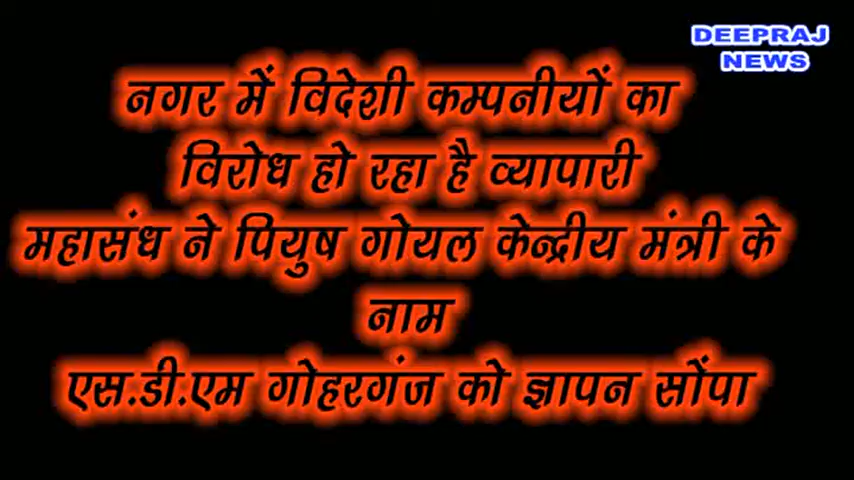 DEEPRAJ
NEWS
नगर में विदेशी कम्पनीयों का
विरोध हो रहा है व्यापारी
महासंध ने पियुष गोयल केन्द्रीय मंत्री के
नाम
एस.डी.एम गोहरगंज को ज्ञापन सोंपा